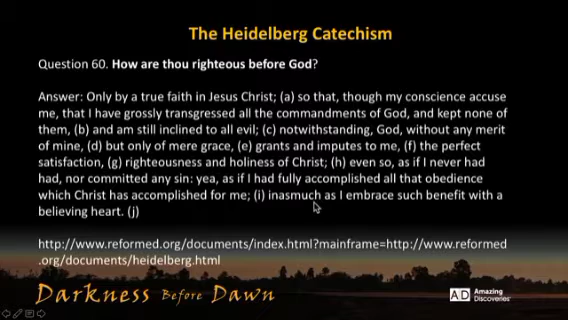 The Heidelberg Catechism
Question 60. How are thou righteous before God?
Answer: Only by a true faith in Jesus Christ; (a) so that, though my conscience accuse
me, that I have grossly transgressed all the commandments of God, and kept none of
them, (b) and am still inclined to all evil; (c) notwithstanding, God, without any merit
of mine, (d) but only of mere grace, (e) grants and imputes to me, (f) the perfect
satisfaction, (g) righteousness and holiness of Christ; (h) even so, as if I never had
had, nor committed any sin: yea, as if I had fully accomplished all that obedience
which Christ has accomplished for me; (i) inasmuch as I embrace such benefit with a
believing heart. (j)
http://www.reformed.org/documents/index.html?mainframe=http://www.reformed
.org/documents/heidelberg.html
Darkness Before Dawn
AD Amazing
Discoveries